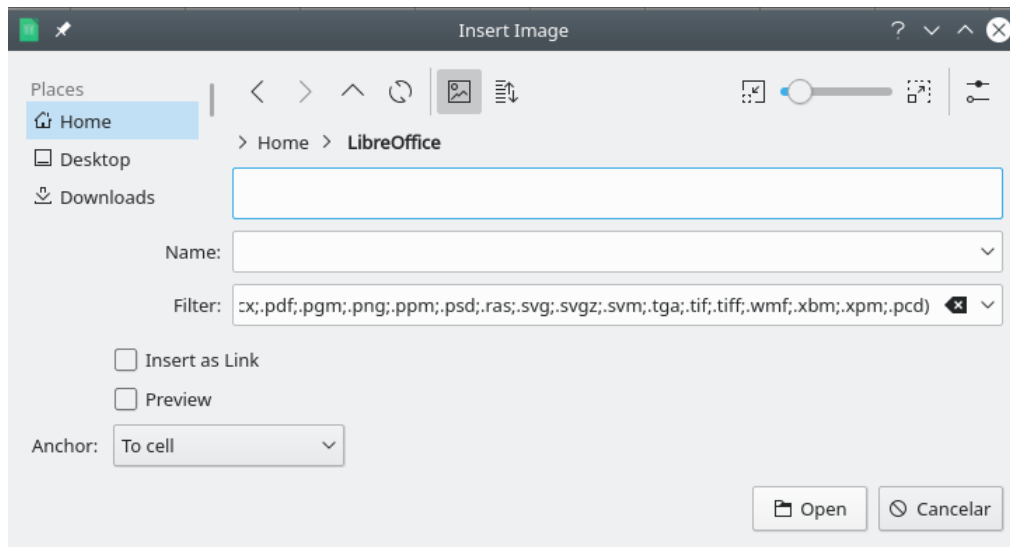 Insert Image
Places
Home
Desktop
Downloads
> Home > LibreOffice
Name:
Filter: cx;.pdf;.pgm;.png;.ppm;.psd;.ras;.svg;.svgz;.svm;.tga;.tif;.tiff;.wmf;.xbm;.xpm;.pcd)
Insert as Link
Preview
Anchor: To cell
Open Cancelar